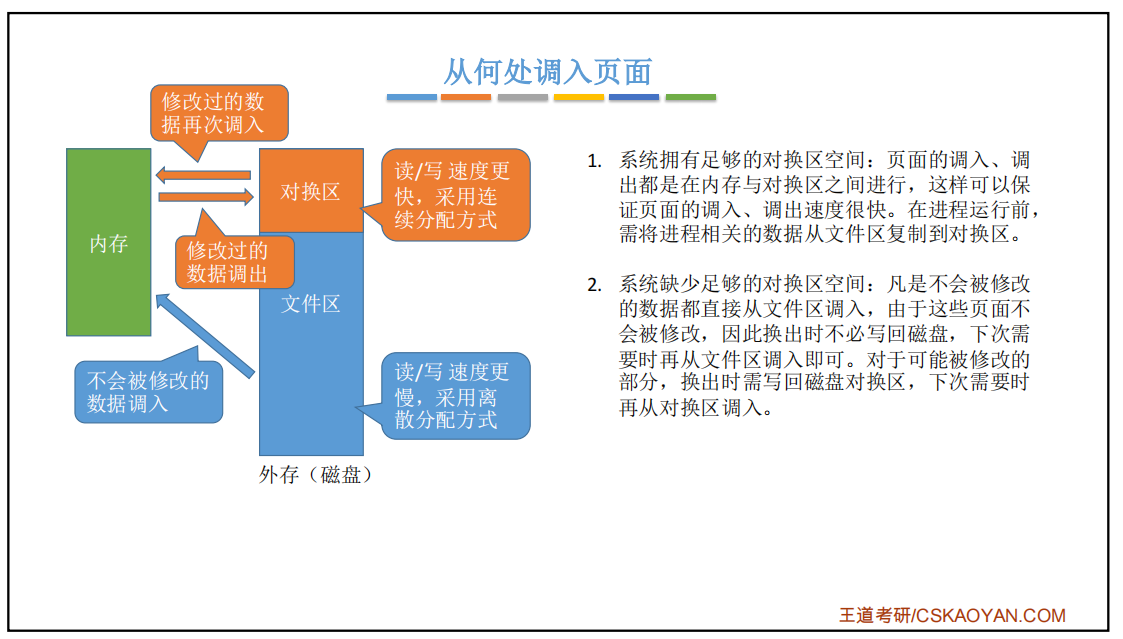 从何处调入页面
修改过的数
据再次调入
内存
对换区
读/写 速度更
快，采用连
续分配方式
修改过的
数据调出
文件区
不会被修改的
数据调入
读/写 速度更
慢，采用离
散分配方式
外存（磁盘）
1. 系统拥有足够的对换区空间：页面的调入、调
出都是在内存与对换区之间进行，这样可以保
证页面的调入、调出速度很快。在进程运行前，
需将进程相关的数据从文件区复制到对换区。
2. 系统缺少足够的对换区空间：凡是不会被修改
的数据都直接从文件区调入，由于这些页面不
会被修改，因此换出时不必写回磁盘，下次需
要时再从文件区调入即可。对于可能被修改的
部分，换出时需写回磁盘对换区，下次需要时
再从对换区调入。
王道考研/CSKAOYAN.COM